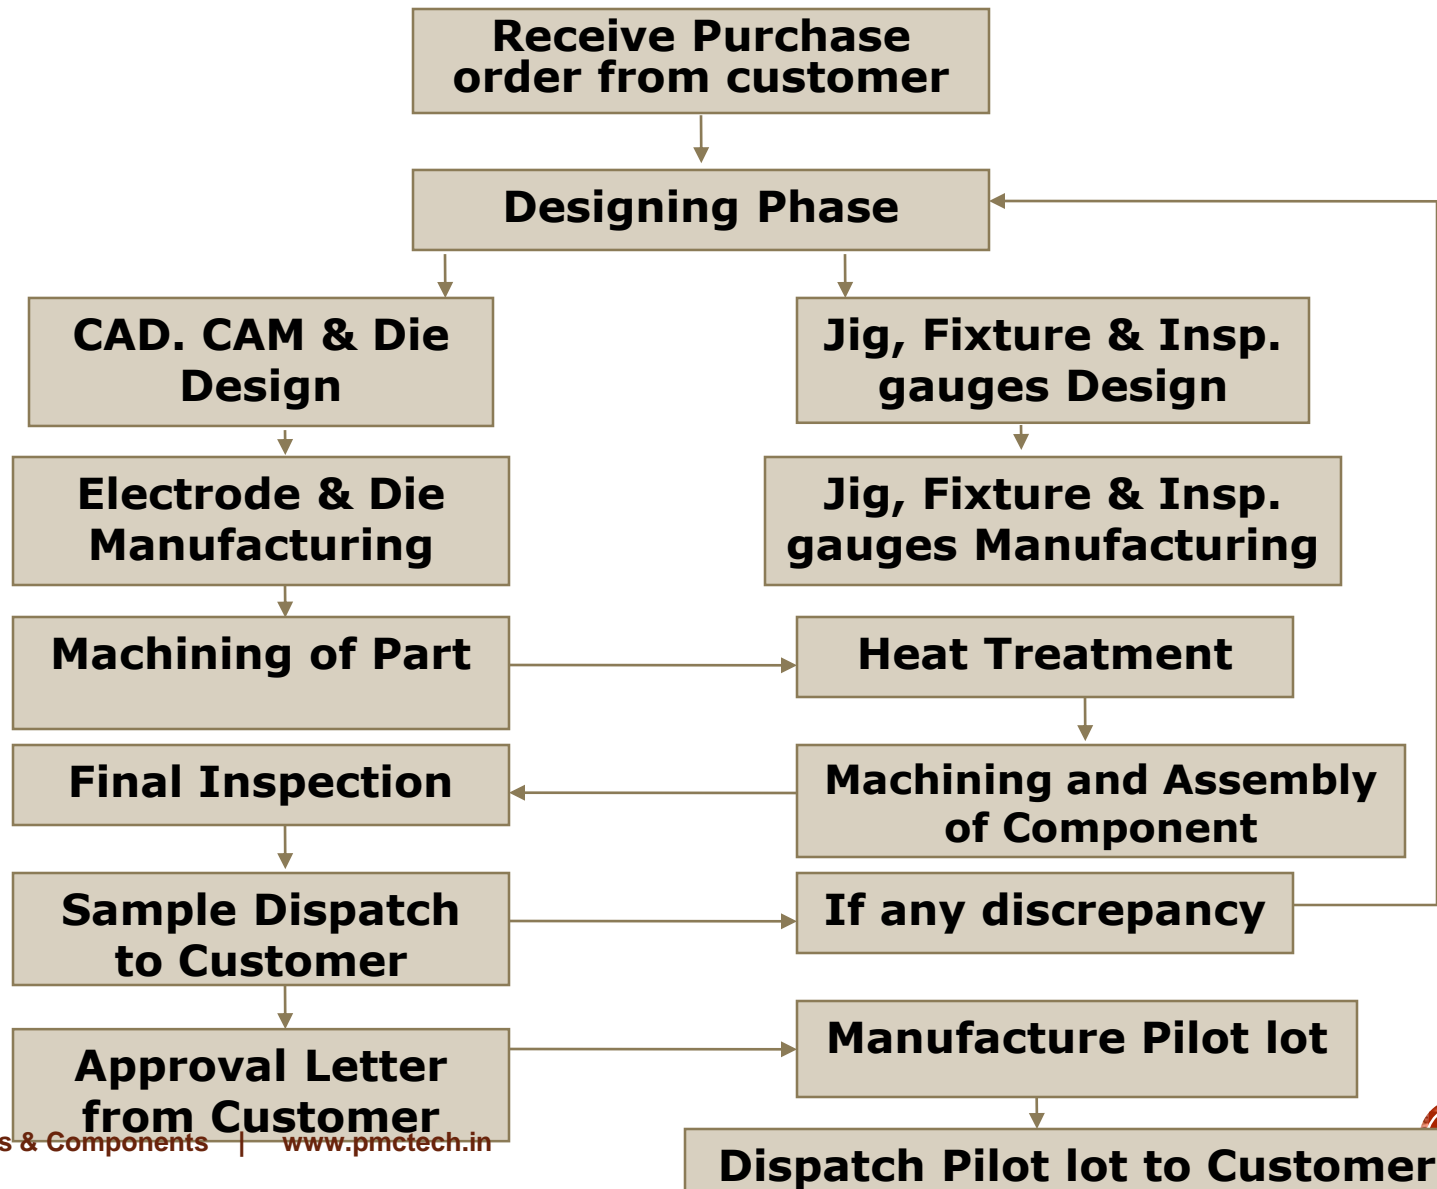 Receive Purchase
order from customer
Designing Phase
CAD. CAM & Die
Design
Jig, Fixture & Insp.
gauges Design
Electrode & Die
Manufacturing
Jig, Fixture & Insp.
gauges Manufacturing
Machining of Part
Heat Treatment
Final Inspection
Machining and Assembly
of Component
Sample Dispatch
to Customer
If any discrepancy
Approval Letter
from Customer
Manufacture Pilot lot
& Components | www.pmctech.in
Dispatch Pilot lot to Customer